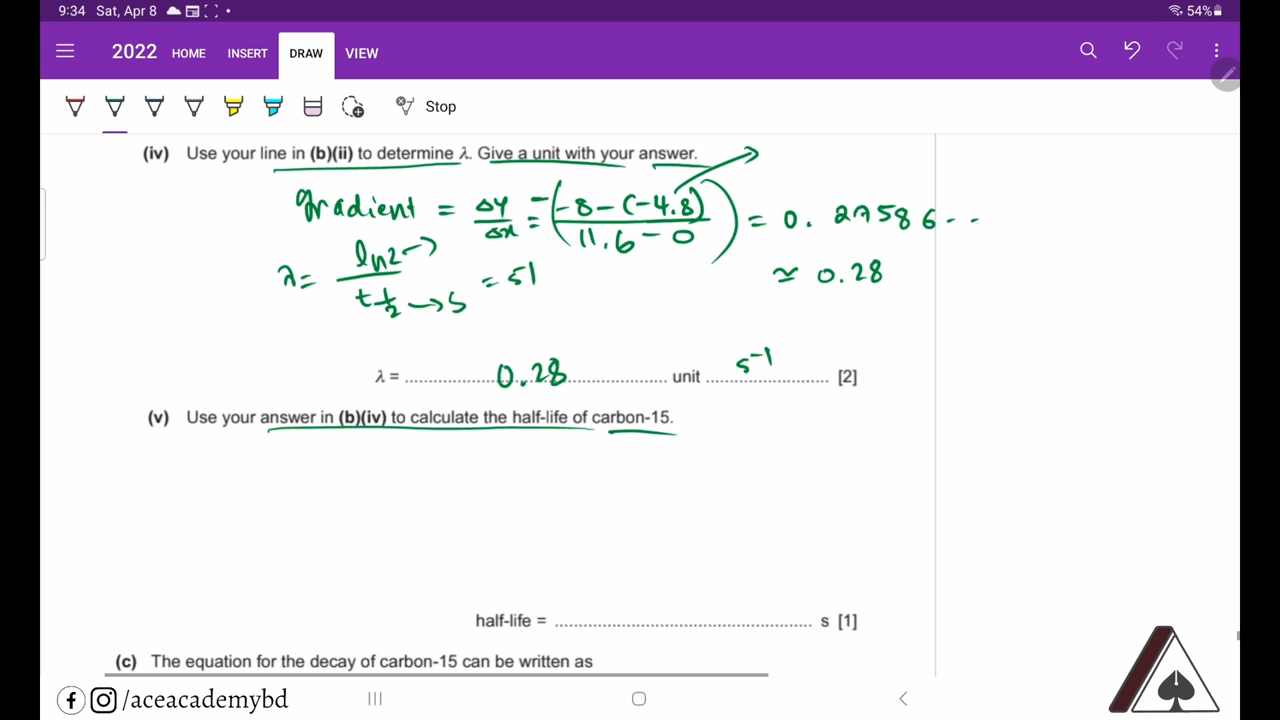 9:34 Sat, Apr 8 54%
2022 HOME INSERT DRAW VIEW
Stop
(iv) Use your line in (b)(ii) to determine λ. Give a unit with your answer.
gradient = Δy/Δx = -(-8-(-4.8)/11.6-0) = 0.27586--
λ = ln2→/t½→s = s1 ≃ 0.28
λ = 0.28 unit s⁻¹ [2]
(v) Use your answer in (b)(iv) to calculate the half-life of carbon-15.
half-life = s [1]
(c) The equation for the decay of carbon-15 can be written as
/aceacademybd